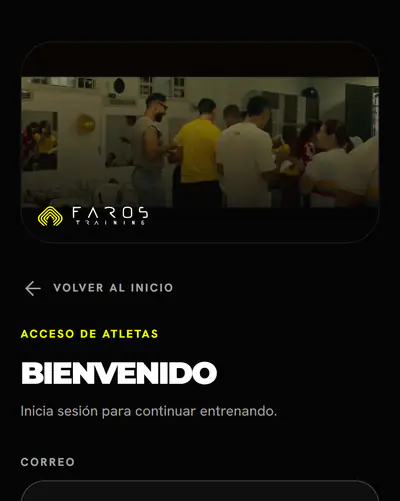 FAROS
TRAINING
VOLVER AL INICIO
ACCESO DE ATLETAS
BIENVENIDO
Inicia sesión para continuar entrenando.
CORREO